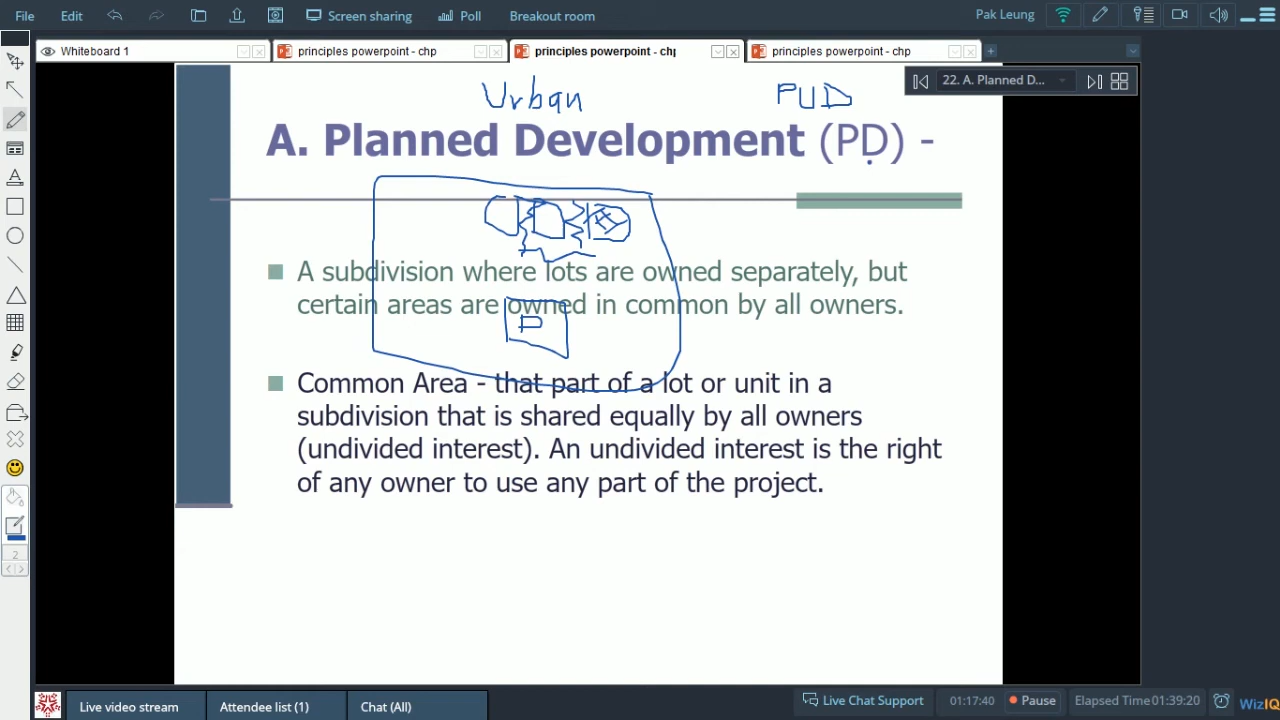 File Edit Screen sharing Poll Breakout room Pak Leung
Whiteboard 1 principles powerpoint - chp principles powerpoint - chp principles powerpoint - chp
22. A. Planned D...
Urban PUD
A. Planned Development (PD) -
A subdivision where lots are owned separately, but
certain areas are owned in common by all owners.
P
Common Area - that part of a lot or unit in a
subdivision that is shared equally by all owners
(undivided interest). An undivided interest is the right
of any owner to use any part of the project.
2
Live video stream Attendee list (1) Chat (All) Live Chat Support 01:17:40 Pause Elapsed Time 01:39:20 WizIQ